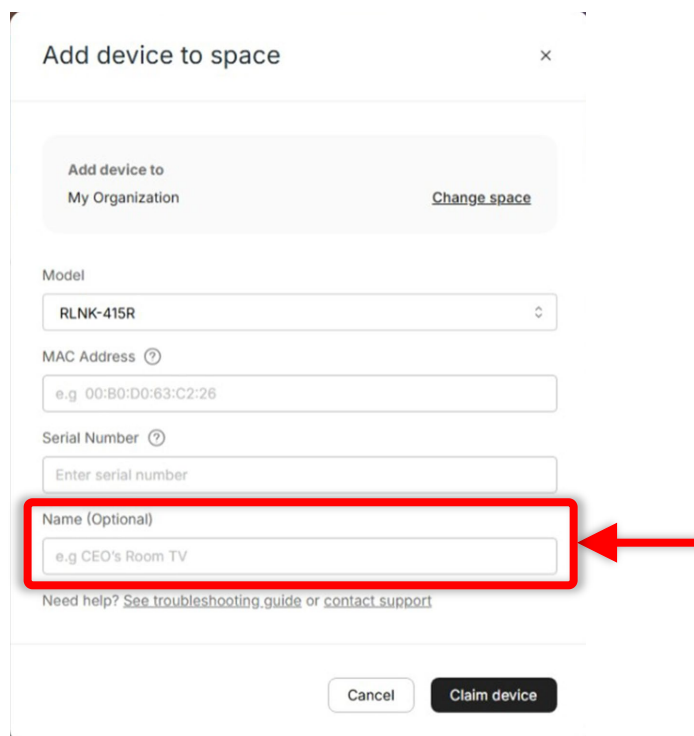 Add device to space
Add device to
My Organization Change space
Model
RLNK-415R
MAC Address
e.g 00:B0:D0:63:C2:26
Serial Number
Enter serial number
Name (Optional)
e.g CEO's Room TV
Need help? See troubleshooting guide or contact support
Cancel Claim device